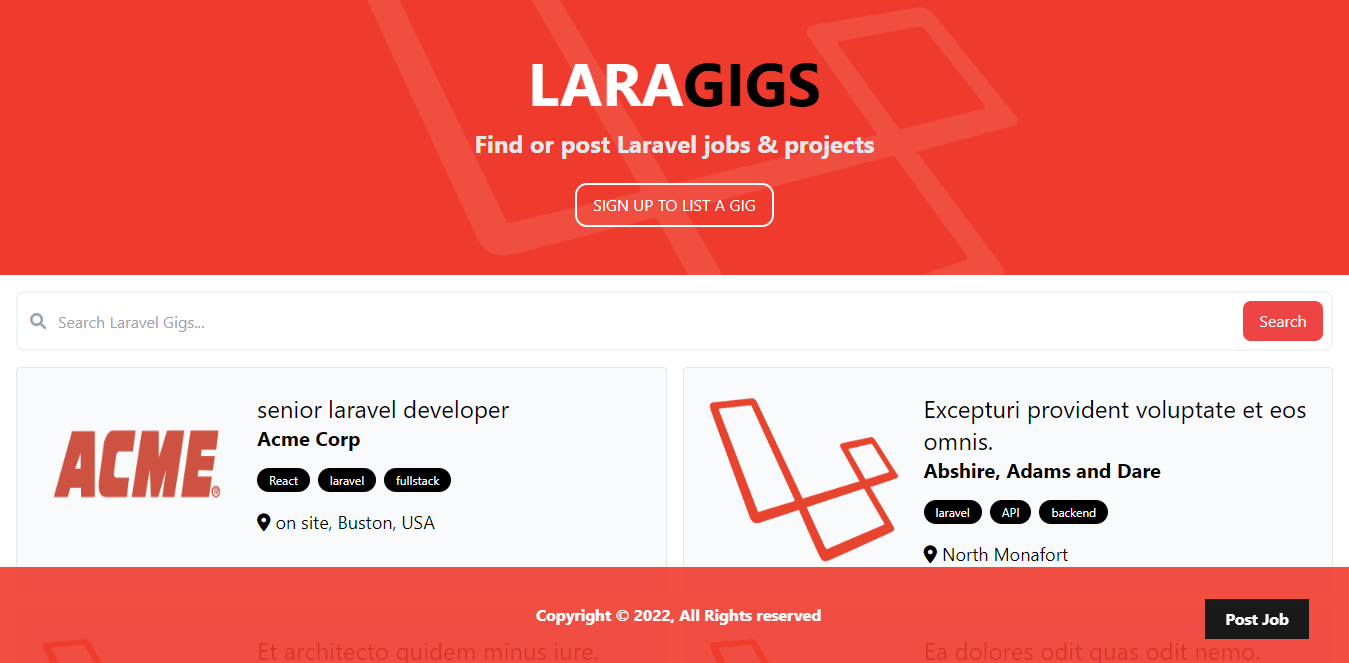 LARAGIGS
Find or post Laravel jobs & projects
SIGN UP TO LIST A GIG
Search Laravel Gigs...
Search
ACME®
senior laravel developer
Acme Corp
React laravel fullstack
on site, Buston, USA
Excepturi provident voluptate et eos
omnis.
Abshire, Adams and Dare
laravel API backend
North Monafort
Copyright © 2022, All Rights reserved
Post Job
Et architecto quidem minus iure.
Ea dolores odit quas odit nemo.